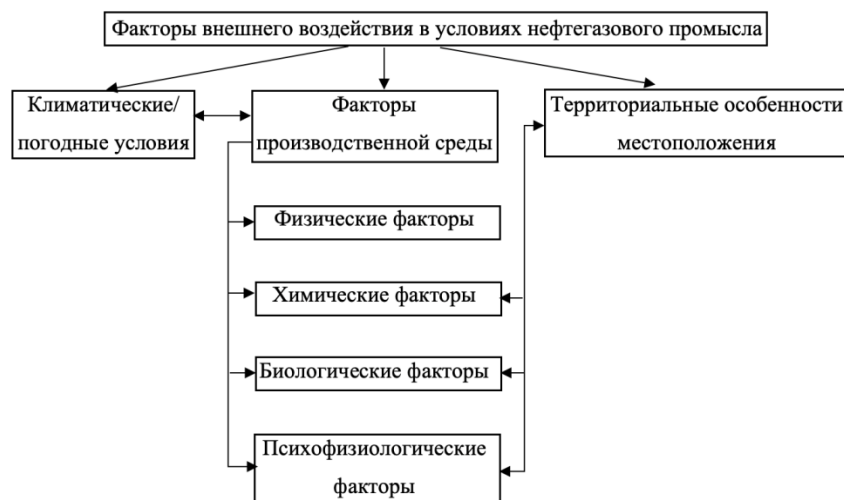 Факторы внешнего воздействия в условиях нефтегазового промысла
Климатические/
погодные условия
Факторы
производственной среды
Территориальные особенности
местоположения
Физические факторы
Химические факторы
Биологические факторы
Психофизиологические
факторы